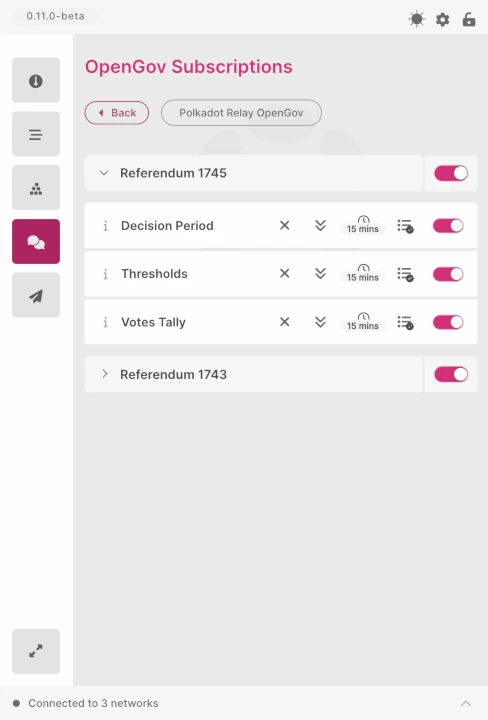 0.11.0-beta
OpenGov Subscriptions
Back
Polkadot Relay OpenGov
Referendum 1745
Decision Period
15 mins
Thresholds
15 mins
Votes Tally
15 mins
Referendum 1743
Connected to 3 networks